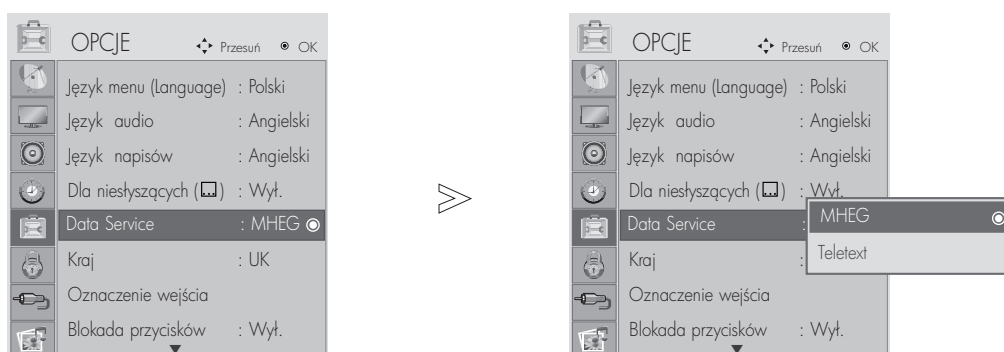 OPCJE Przesuń OK
Język menu (Language) : Polski
Język audio : Angielski
Język napisów : Angielski
Dla niesłyszących ( ) : Wył.
Data Service : MHEG
Kraj : UK
Oznaczenie wejścia
Blokada przycisków : Wył.
OPCJE Przesuń OK
Język menu (Language) : Polski
Język audio : Angielski
Język napisów : Angielski
Dla niesłyszących ( ) : Wył.
Data Service : MHEG
Kraj : Teletext
Oznaczenie wejścia
Blokada przycisków : Wył.